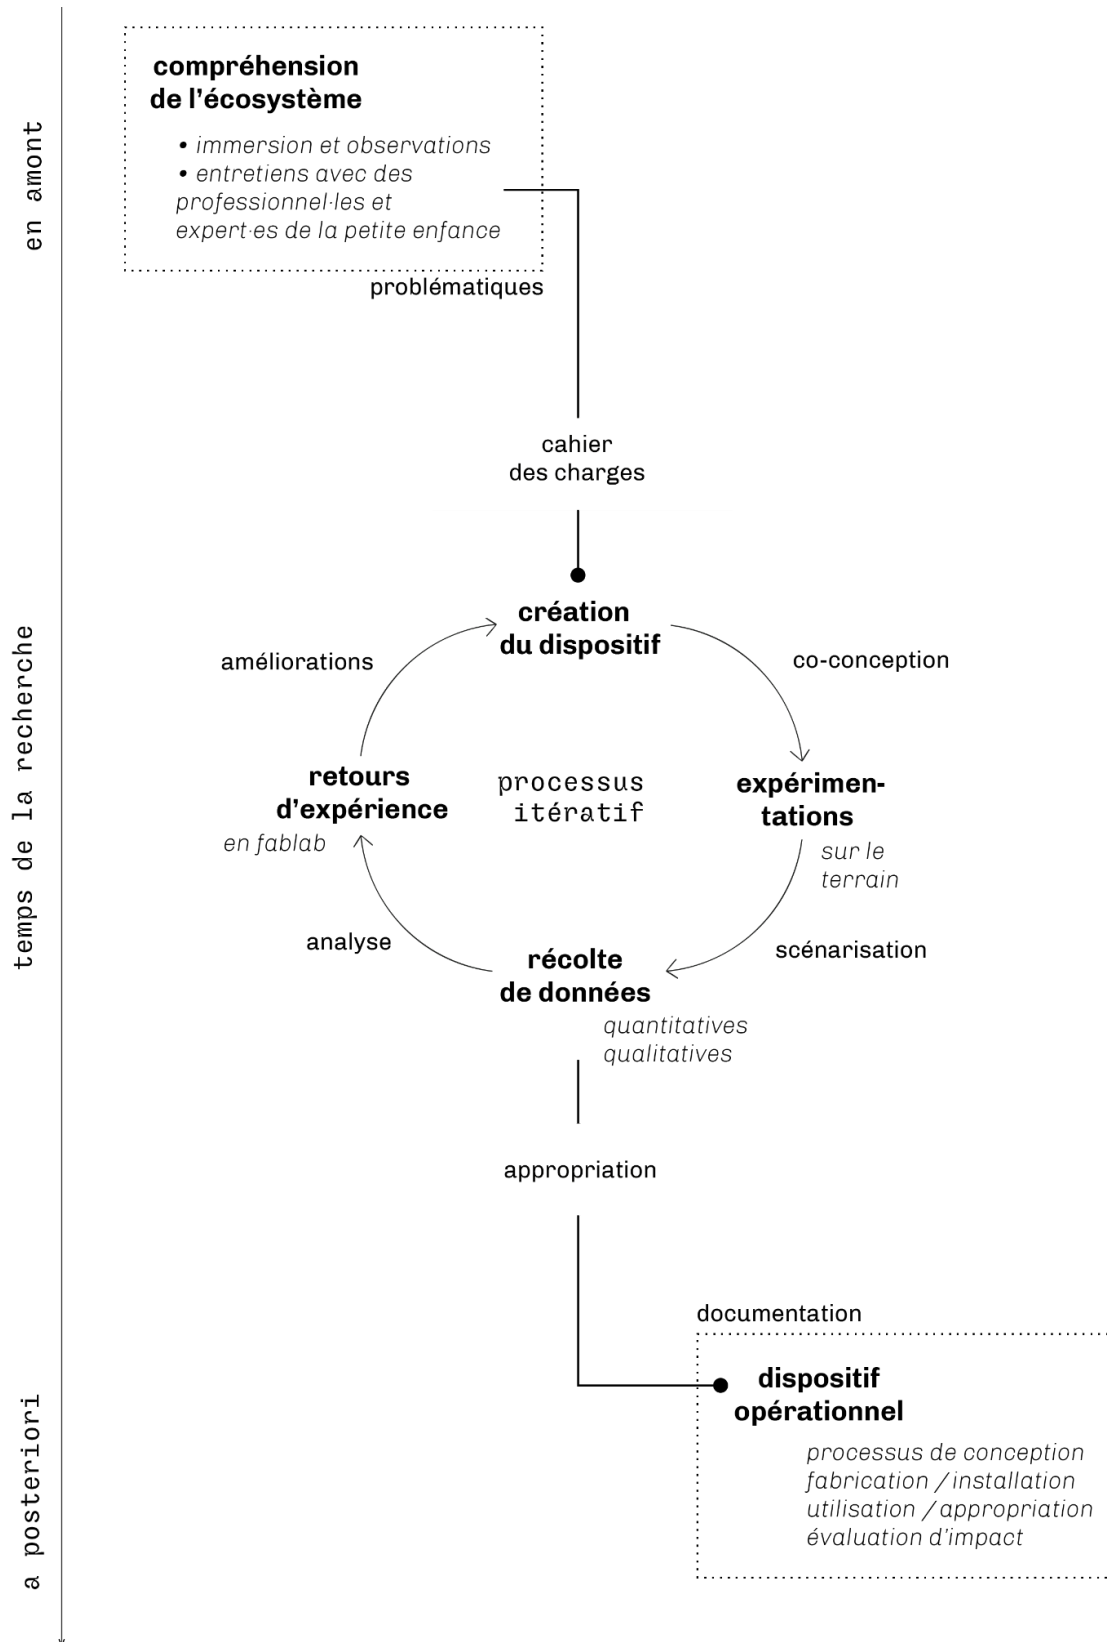 en amont
compréhension
de l'écosystème
• immersion et observations
• entretiens avec des
professionnel·les et
expert·es de la petite enfance
problématiques
cahier
des charges
temps de la recherche
création
du dispositif
améliorations
co-conception
retours
d'expérience
en fablab
processus
itératif
expérimen-
tations
sur le
terrain
analyse
scénarisation
récolte
de données
quantitatives
qualitatives
appropriation
a posteriori
documentation
dispositif
opérationnel
processus de conception
fabrication / installation
utilisation / appropriation
évaluation d'impact